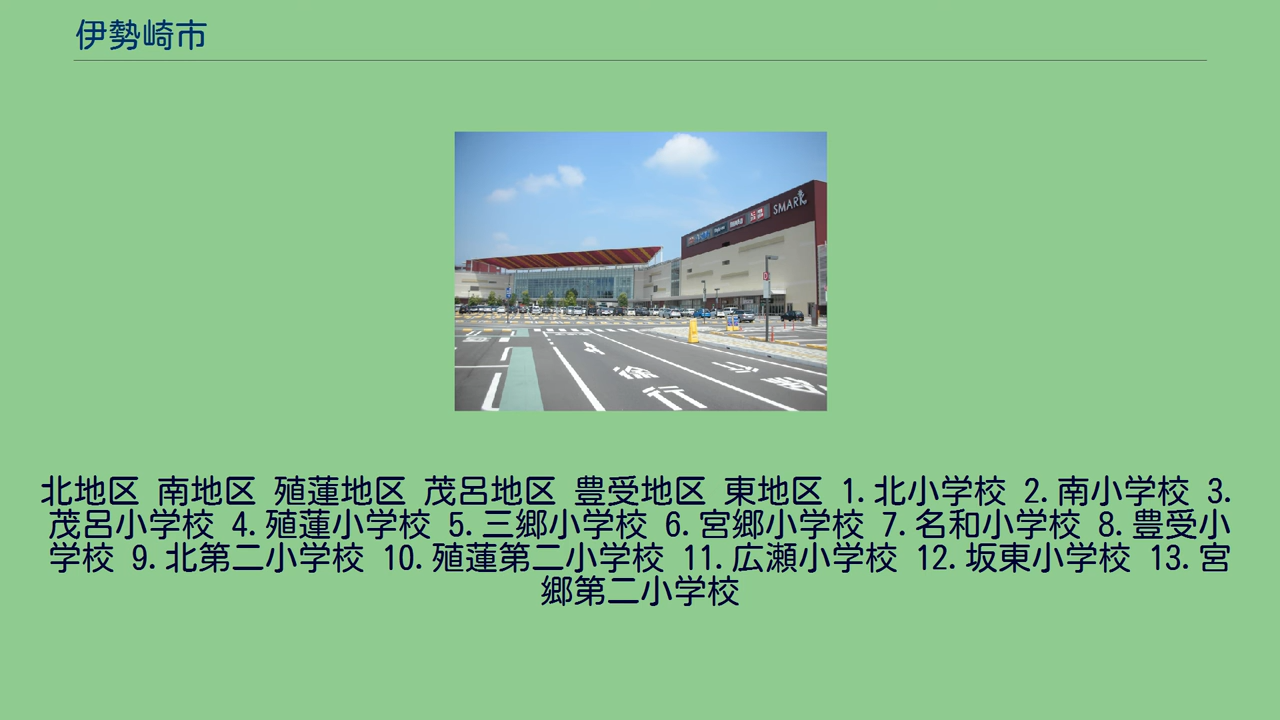 伊勢崎市
SMARK
徐行
北地区 南地区 殖蓮地区 茂呂地区 豊受地区 東地区 1. 北小学校 2. 南小学校 3.
茂呂小学校 4. 殖蓮小学校 5. 三郷小学校 6. 宮郷小学校 7. 名和小学校 8. 豊受小
学校 9. 北第二小学校 10. 殖蓮第二小学校 11. 広瀬小学校 12. 坂東小学校 13. 宮
郷第二小学校